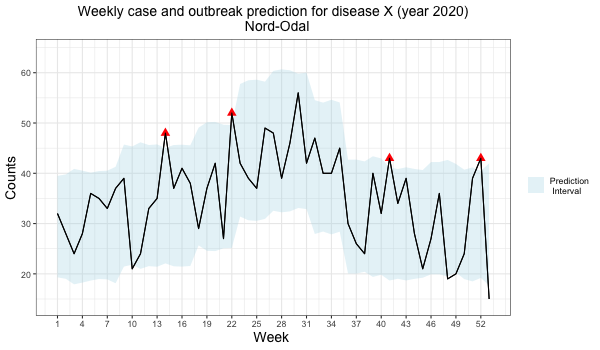 Weekly case and outbreak prediction for disease X (year 2020)
Nord-Odal
60
50
40
30
20
Counts
1 4 7 10 13 16 19 22 25 28 31 34 37 40 43 46 49 52
Week
Prediction
Interval